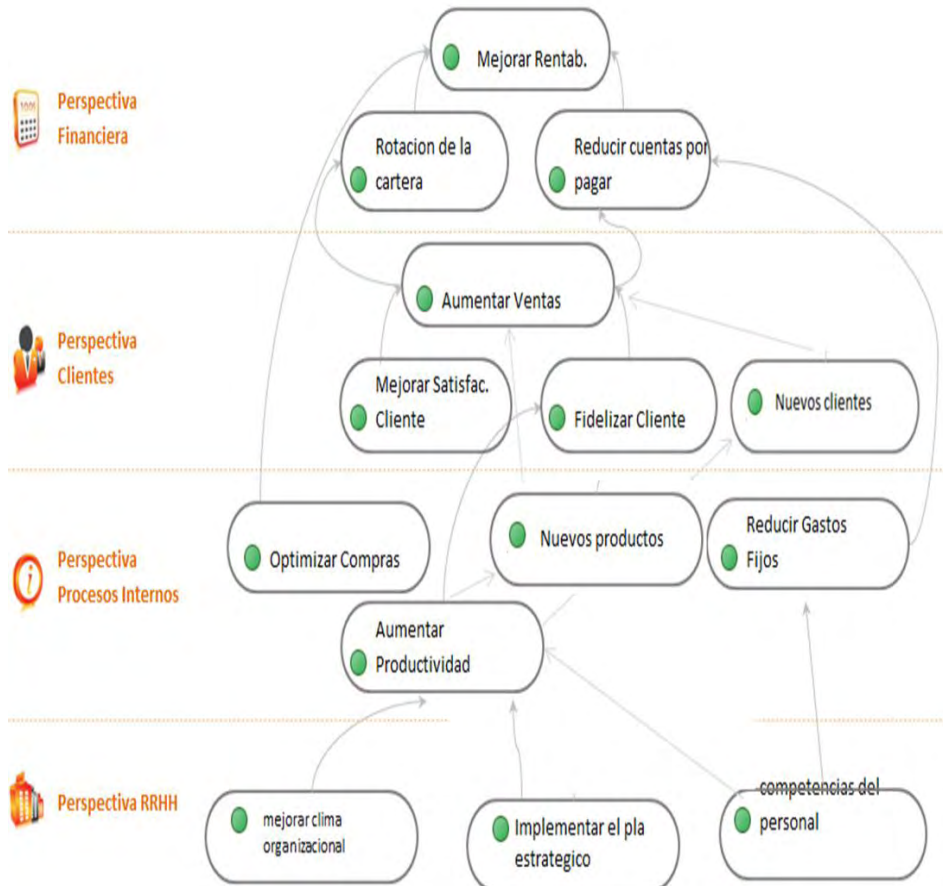 Mejorar Rentab.
Perspectiva
Financiera
Rotacion de la
cartera
Reducir cuentas por
pagar
Aumentar Ventas
Perspectiva
Clientes
Mejorar Satisfac.
Cliente
Fidelizar Cliente
Nuevos clientes
Perspectiva
Procesos Internos
Optimizar Compras
Nuevos productos
Reducir Gastos
Fijos
Aumentar
Productividad
Perspectiva RRHH
mejorar clima
organizacional
Implementar el pla
estrategico
competencias del
personal